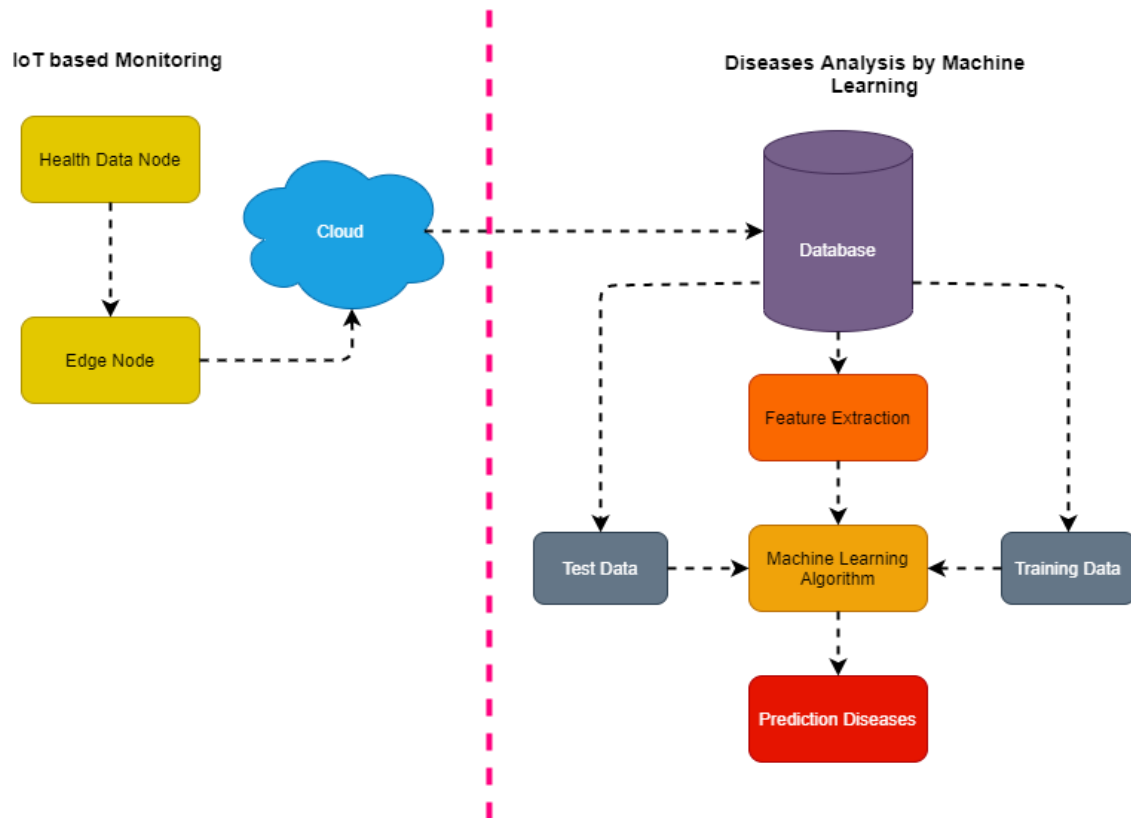 IoT based Monitoring
Diseases Analysis by Machine
Learning
Health Data Node
Cloud
Database
Edge Node
Feature Extraction
Test Data
Machine Learning
Algorithm
Training Data
Prediction Diseases